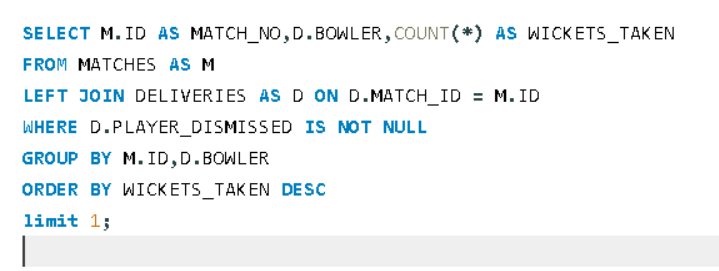 SELECT M.ID AS MATCH_NO,D.BOWLER,COUNT(*) AS WICKETS_TAKEN
FROM MATCHES AS M
LEFT JOIN DELIVERIES AS D ON D.MATCH_ID = M.ID
WHERE D.PLAYER_DISMISSED IS NOT NULL
GROUP BY M.ID,D.BOWLER
ORDER BY WICKETS_TAKEN DESC
limit 1;